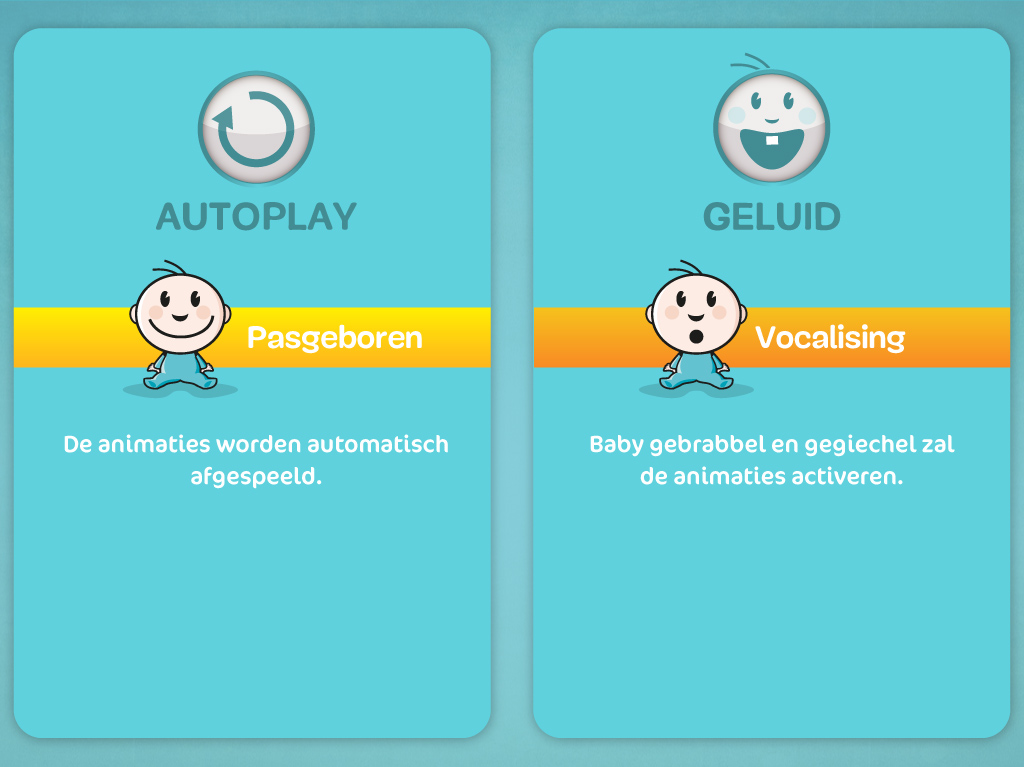 AUTOPLAY
Pasgeboren
De animaties worden automatisch
afgespeeld.
GELUID
Vocalising
Baby gebrabbel en gegiechel zal
de animaties activeren.